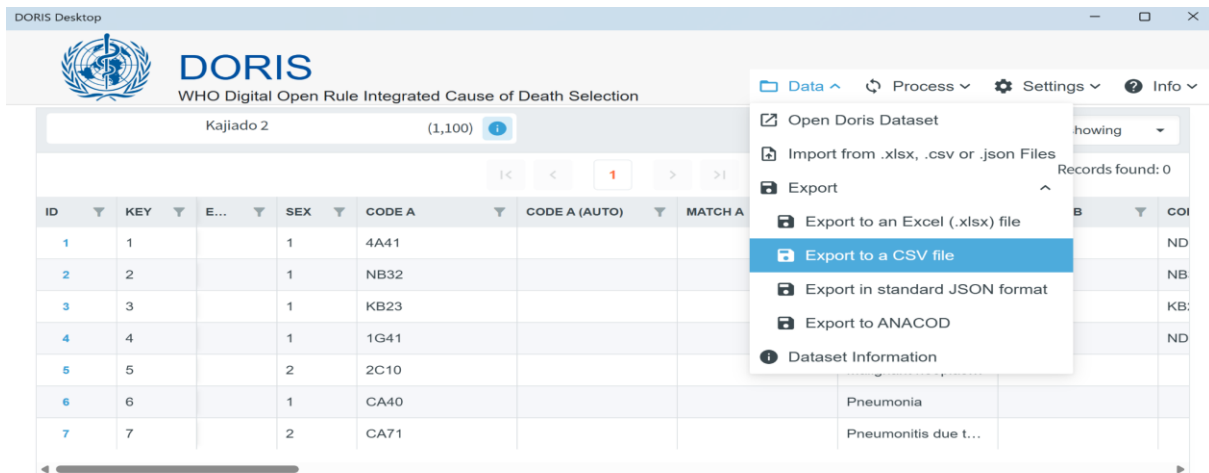 DORIS Desktop
DORIS
WHO Digital Open Rule Integrated Cause of Death Selection
Data Process Settings Info
Kajiado 2 (1,100)
Open Doris Dataset
howing
Import from .xlsx, .csv or .json Files
1
Records found: 0
Export
ID KEY E... SEX CODE A CODE A (AUTO) MATCH A B
Export to an Excel (.xlsx) file
1 1 1 4A41 ND
Export to a CSV file
2 2 1 NB32 NB
Export in standard JSON format
3 3 1 KB23
Export to ANACOD
4 4 1 1G41 ND
Dataset Information
5 5 2 2C10
6 6 1 CA40 Pneumonia
7 7 2 CA71 Pneumonitis due t...